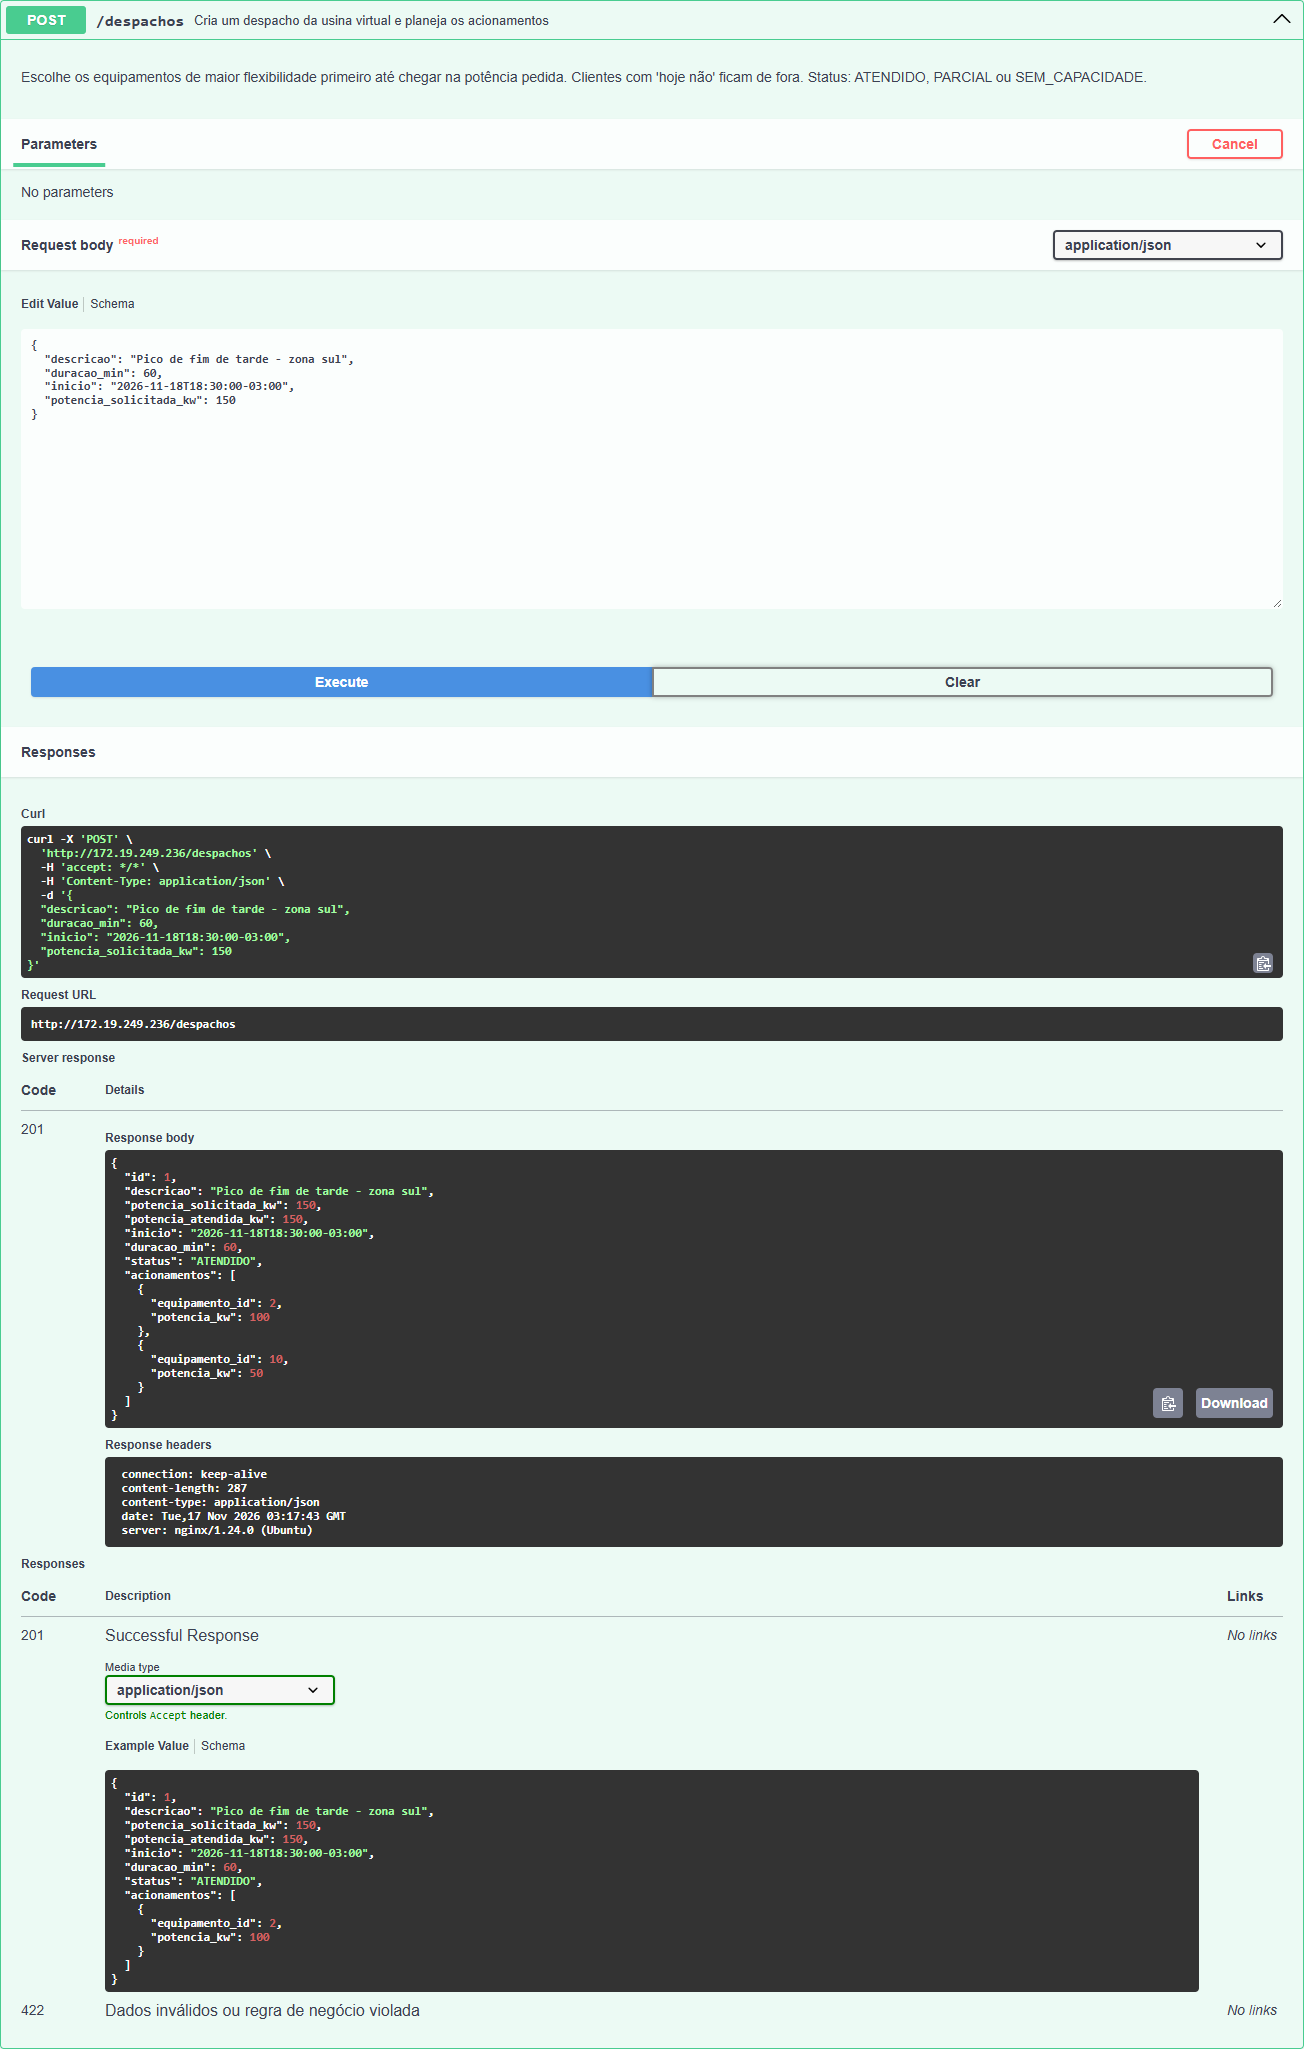 POST /despachos Cria um despacho da usina virtual e planeja os acionamentos
Escolhe os equipamentos de maior flexibilidade primeiro até chegar na potência pedida. Clientes com 'hoje não' ficam de fora. Status: ATENDIDO, PARCIAL ou SEM_CAPACIDADE.
Parameters Cancel
No parameters
Request body required application/json
Edit Value Schema
{
"descricao": "Pico de fim de tarde - zona sul",
"duracao_min": 60,
"inicio": "2026-11-18T18:30:00-03:00",
"potencia_solicitada_kw": 150
}
Execute Clear
Responses
Curl
curl -X 'POST' \
'http://172.19.249.236/despachos' \
-H 'accept: */*' \
-H 'Content-Type: application/json' \
-d '{
"descricao": "Pico de fim de tarde - zona sul",
"duracao_min": 60,
"inicio": "2026-11-18T18:30:00-03:00",
"potencia_solicitada_kw": 150
}'
Request URL
http://172.19.249.236/despachos
Server response
Code Details
201
Response body
{
"id": 1,
"descricao": "Pico de fim de tarde - zona sul",
"potencia_solicitada_kw": 150,
"potencia_atendida_kw": 150,
"inicio": "2026-11-18T18:30:00-03:00",
"duracao_min": 60,
"status": "ATENDIDO",
"acionamentos": [
{
"equipamento_id": 2,
"potencia_kw": 100
},
{
"equipamento_id": 10,
"potencia_kw": 50
}
]
}
Download
Response headers
connection: keep-alive
content-length: 287
content-type: application/json
date: Tue,17 Nov 2026 03:17:43 GMT
server: nginx/1.24.0 (Ubuntu)
Responses
Code Description Links
201 Successful Response No links
Media type
application/json
Controls Accept header.
Example Value Schema
{
"id": 1,
"descricao": "Pico de fim de tarde - zona sul",
"potencia_solicitada_kw": 150,
"potencia_atendida_kw": 150,
"inicio": "2026-11-18T18:30:00-03:00",
"duracao_min": 60,
"status": "ATENDIDO",
"acionamentos": [
{
"equipamento_id": 2,
"potencia_kw": 100
}
]
}
422 Dados inválidos ou regra de negócio violada No links